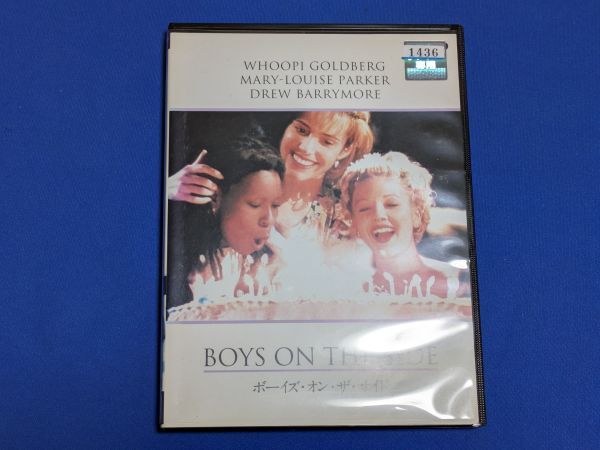 1436
WHOOPI GOLDBERG
MARY-LOUISE PARKER
DREW BARRYMORE
BOYS ON THE SIDE
ボーイズ・オン・ザ・サイド